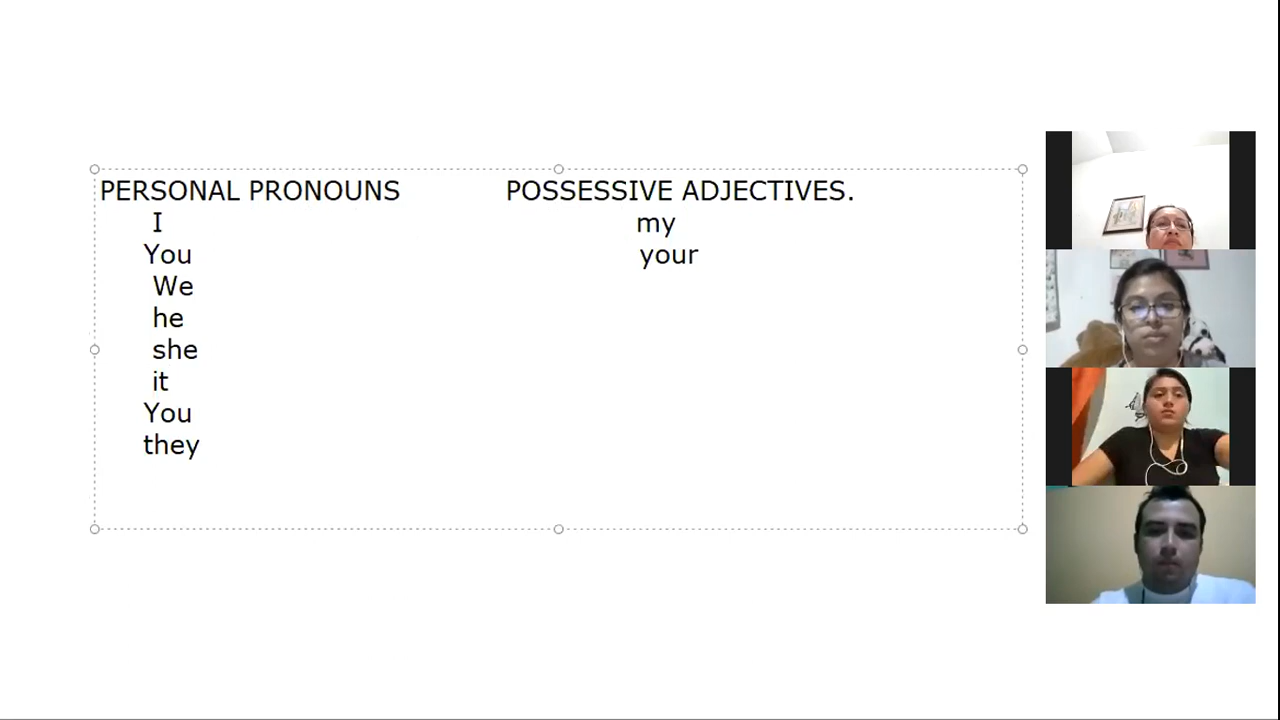 PERSONAL PRONOUNS POSSESSIVE ADJECTIVES.
I my
You your
We
he
she
it
You
they